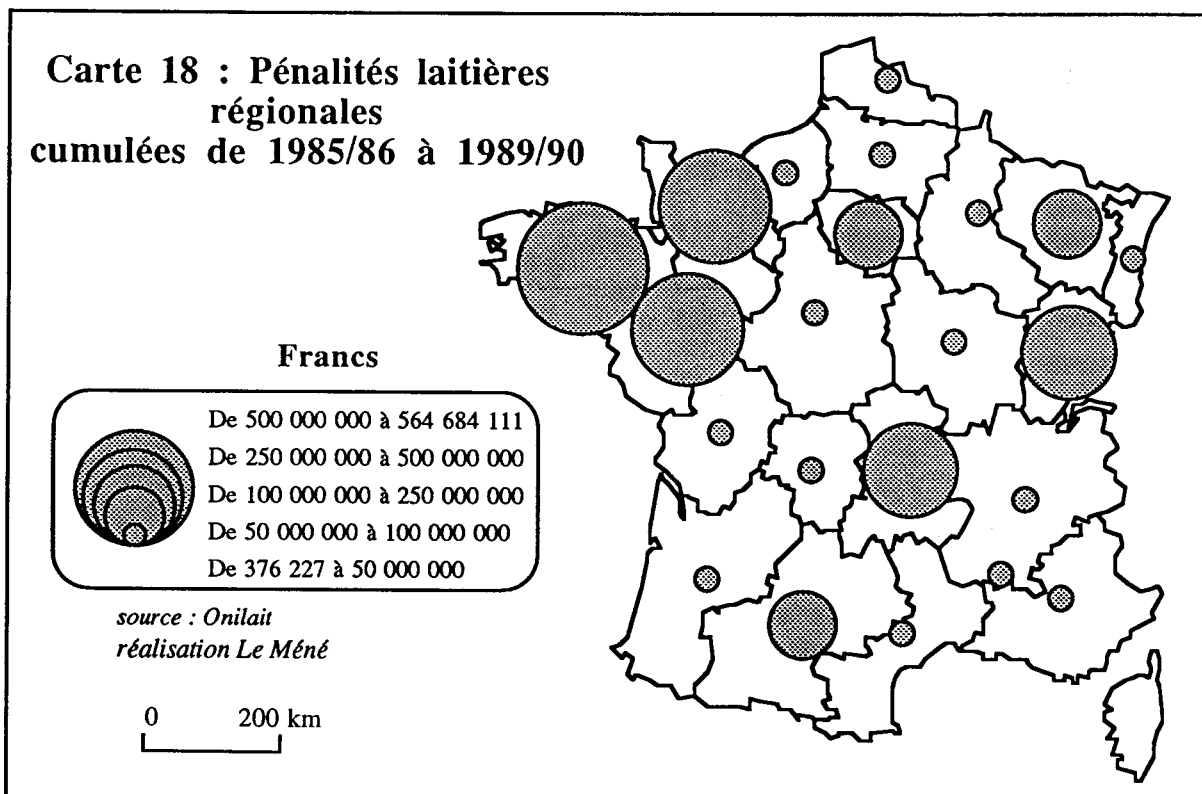 Carte 18 : Pénalités laitières
régionales
cumulées de 1985/86 à 1989/90
Francs
De 500 000 000 à 564 684 111
De 250 000 000 à 500 000 000
De 100 000 000 à 250 000 000
De 50 000 000 à 100 000 000
De 376 227 à 50 000 000
source : Onilait
réalisation Le Méné
0 200 km